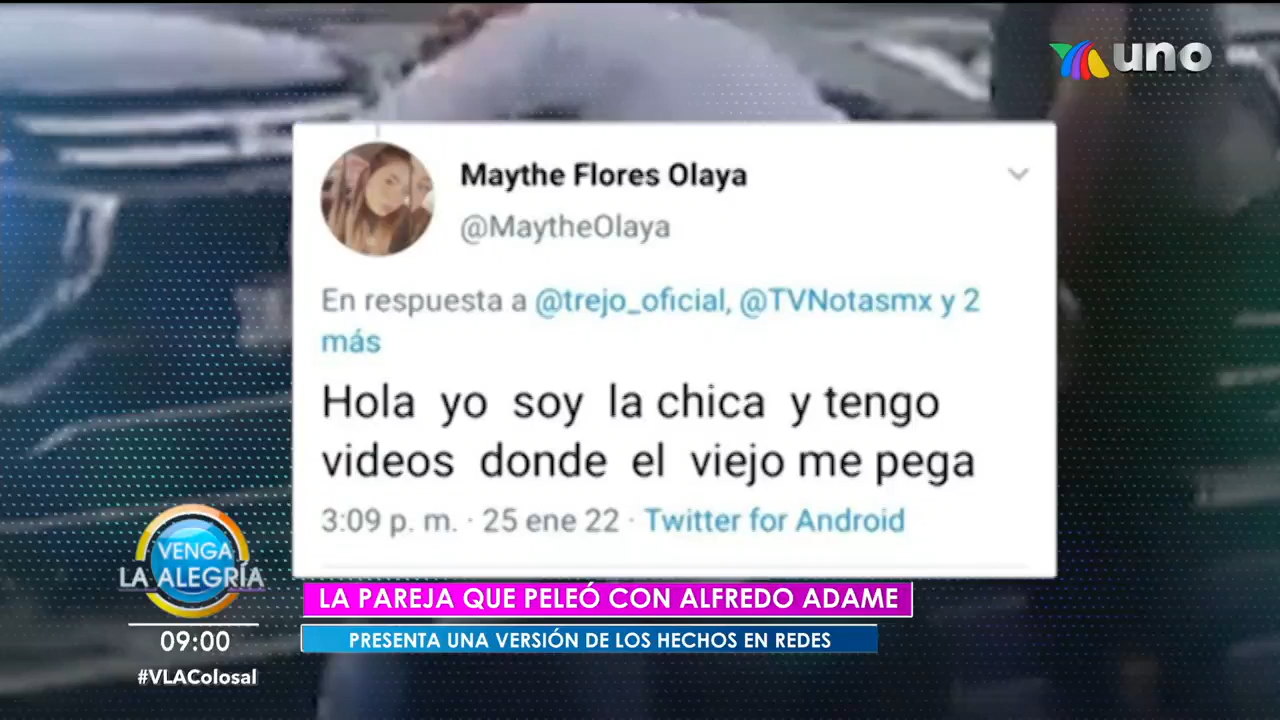 uno
Maythe Flores Olaya
@MaytheOlaya
En respuesta a @trejo_oficial, @TVNotasmx y 2
más
Hola yo soy la chica y tengo
videos donde el viejo me pega
3:09 p. m. · 25 ene 22 · Twitter for Android
VENGA
LA ALEGRÍA
LA PAREJA QUE PELEÓ CON ALFREDO ADAME
09:00
PRESENTA UNA VERSIÓN DE LOS HECHOS EN REDES
#VLAColosal